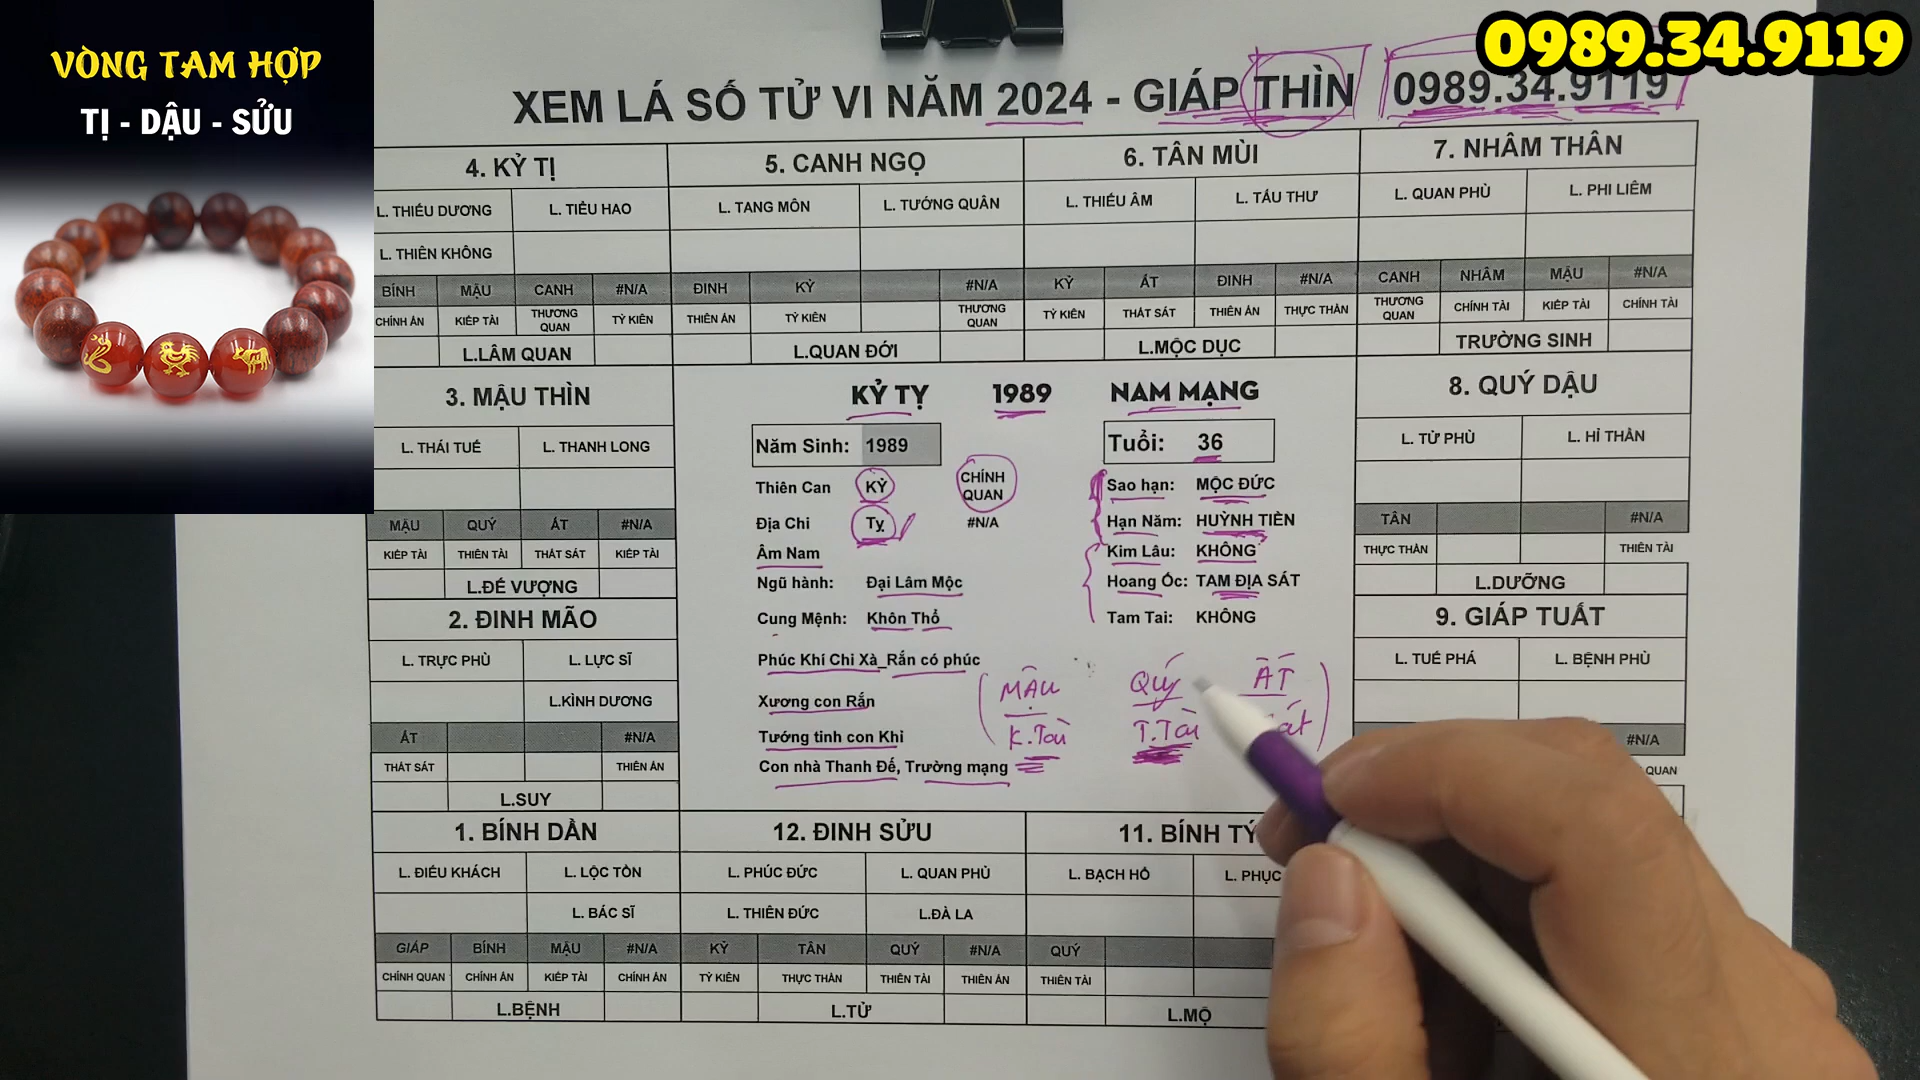 VÒNG TAM HỢP
TỊ - DẬU - SỬU
0989.34.9119
XEM LÁ SỐ TỬ VI NĂM 2024 - GIÁP THÌN 0989.34.9119
4. KỶ TỊ
L. THIẾU DƯƠNG L. TIỂU HAO
L. THIÊN KHÔNG
BÍNH MẬU CANH #N/A
CHÍNH ẤN KIẾP TÀI THƯƠNG QUAN TỶ KIÊN
L.LÂM QUAN
5. CANH NGỌ
L. TANG MÔN L. TƯỚNG QUÂN
ĐINH KỶ #N/A
THIÊN ẤN TỶ KIÊN THƯƠNG QUAN
L.QUAN ĐỚI
6. TÂN MÙI
L. THIẾU ÂM L. TẤU THƯ
KỶ ẤT ĐINH #N/A
TỶ KIÊN THẤT SÁT THIÊN ẤN THỰC THẦN
L.MỘC DỤC
7. NHÂM THÂN
L. QUAN PHÙ L. PHI LIÊM
CANH NHÂM MẬU #N/A
THƯƠNG QUAN CHÍNH TÀI KIẾP TÀI CHÍNH TÀI
TRƯỜNG SINH
3. MẬU THÌN
L. THÁI TUẾ L. THANH LONG
MẬU QUÝ ẤT #N/A
KIẾP TÀI THIÊN TÀI THẤT SÁT KIẾP TÀI
L.ĐẾ VƯỢNG
KỶ TỴ 1989 NAM MẠNG
Năm Sinh: 1989 Tuổi: 36
Thiên Can KỶ CHÍNH QUAN Sao hạn: MỘC ĐỨC
Địa Chi Tỵ #N/A Hạn Năm: HUỲNH TIỀN
Âm Nam Kim Lâu: KHÔNG
Ngũ hành: Đại Lâm Mộc Hoang Ốc: TAM ĐỊA SÁT
Cung Mệnh: Khôn Thổ Tam Tai: KHÔNG
Phúc Khí Chi Xà_Rắn có phúc
Xương con Rắn
Tướng tinh con Khỉ
Con nhà Thanh Đế, Trường mạng
MẬU QUÝ ẤT
K.Tài T.Tài
8. QUÝ DẬU
L. TỬ PHÙ L. HỈ THẦN
TÂN #N/A
THỰC THẦN THIÊN TÀI
L.DƯỠNG
2. ĐINH MÃO
L. TRỰC PHÙ L. LỰC SĨ
L.KÌNH DƯƠNG
ẤT #N/A
THẤT SÁT THIÊN ẤN
L.SUY
9. GIÁP TUẤT
L. TUẾ PHÁ L. BỆNH PHÙ
#N/A
QUAN
1. BÍNH DẦN
L. ĐIẾU KHÁCH L. LỘC TỒN
L. BÁC SĨ
GIÁP BÍNH MẬU #N/A
CHÍNH QUAN CHÍNH ẤN KIẾP TÀI CHÍNH ẤN
L.BỆNH
12. ĐINH SỬU
L. PHÚC ĐỨC L. QUAN PHỦ
L. THIÊN ĐỨC L.ĐÀ LA
KỶ TÂN QUÝ #N/A
TỶ KIÊN THỰC THẦN THIÊN TÀI THIÊN ẤN
L.TỬ
11. BÍNH TÝ
L. BẠCH HỔ L. PHỤC
QUÝ
THIÊN TÀI
L.MỘ